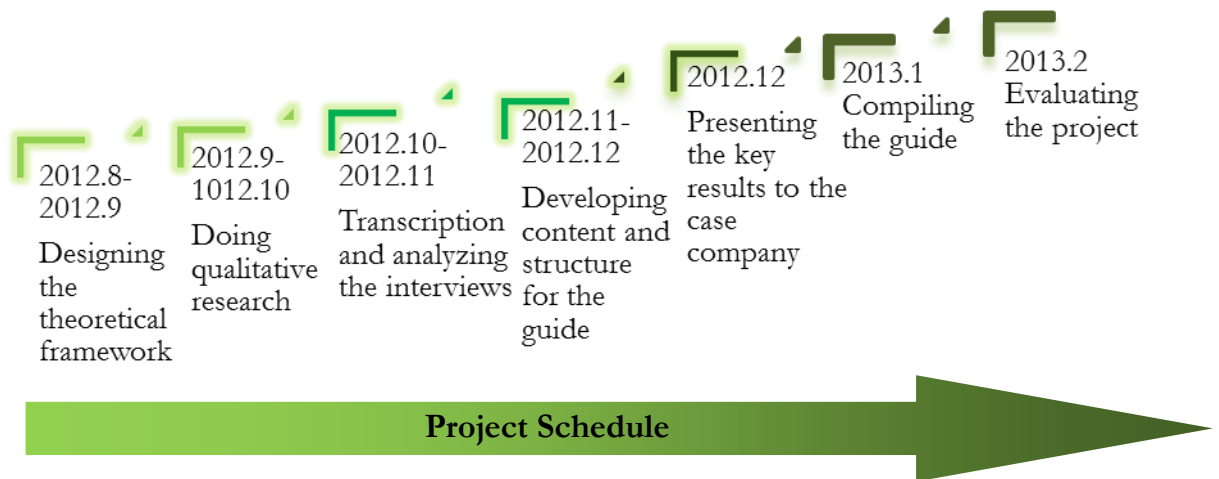 2012.8-
2012.9
Designing
the
theoretical
framework
2012.9-
1012.10
Doing
qualitative
research
2012.10-
2012.11
Transcription
and analyzing
the interviews
2012.11-
2012.12
Developing
content and
structure
for the
guide
2012.12
Presenting
the key
results to the
case
company
2013.1
Compiling
the guide
2013.2
Evaluating
the project
Project Schedule